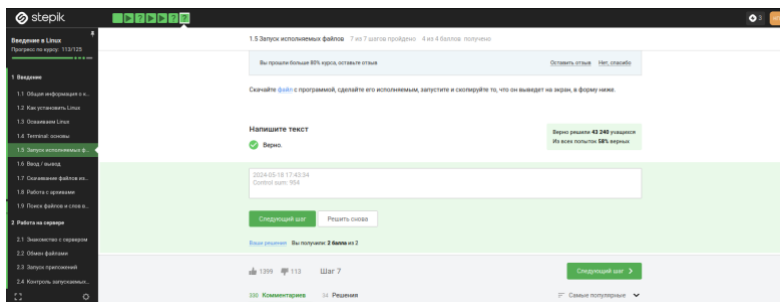 stepik
3
Введение в Linux
Прогресс по курсу: 113/125
1.5 Запуск исполняемых файлов 7 из 7 шагов пройдено 4 из 4 баллов получено
Вы прошли больше 80% курса, оставьте отзыв
Оставить отзыв Нет, спасибо
1 Введение
1.1 Общая информация о к...
1.2 Как установить Linux
1.3 Осваиваем Linux
1.4 Terminal: основы
1.5 Запуск исполняемых ф...
1.6 Ввод / вывод
1.7 Скачивание файлов из...
1.8 Работа с архивами
1.9 Поиск файлов и слов в...
2 Работа на сервере
2.1 Знакомство с сервером
2.2 Обмен файлами
2.3 Запуск приложений
2.4 Контроль запускаемых...
Скачайте файл с программой, сделайте его исполняемым, запустите и скопируйте то, что он выведет на экран, в форму ниже.
Напишите текст
Верно.
Верно решили 43 248 учащихся
Из всех попыток 58% верных
2024-05-18 17:43:34
Control sum: 954
Следующий шаг
Решить снова
Ваши решения Вы получили: 2 балла из 2
1399 113 Шаг 7
Следующий шаг
330 Комментариев 34 Решения
Самые популярные